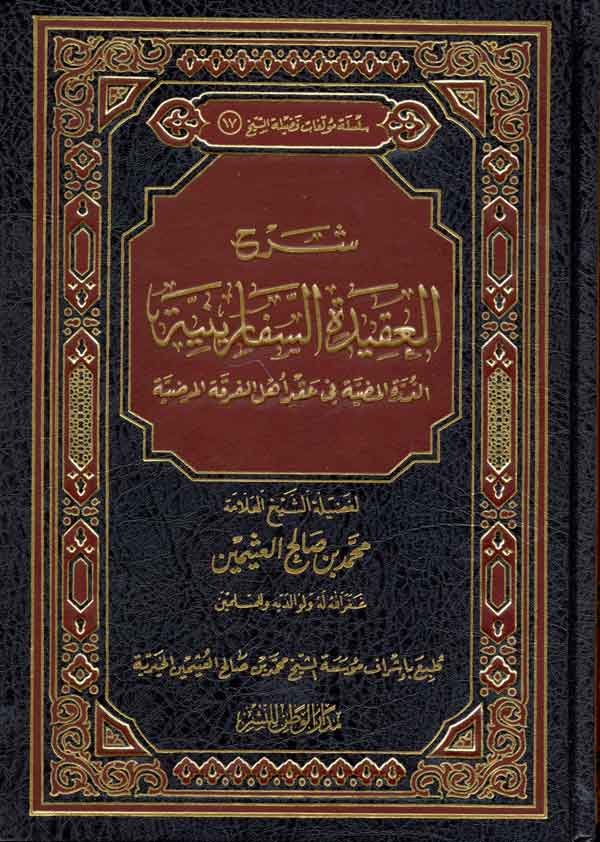 سلسلة مؤلفات فضيلة الشيخ (١٧)
شرح
العقيدة السفارينية
الدرة المضية في عقد أهل الفرقة المرضية
لفضيلة الشيخ العلامة
محمد بن صالح العثيمين
غفر الله له ولوالديه وللمسلمين
طبع بإشراف مؤسسة الشيخ محمد بن صالح العثيمين الخيرية
مدار الوطن للنشر